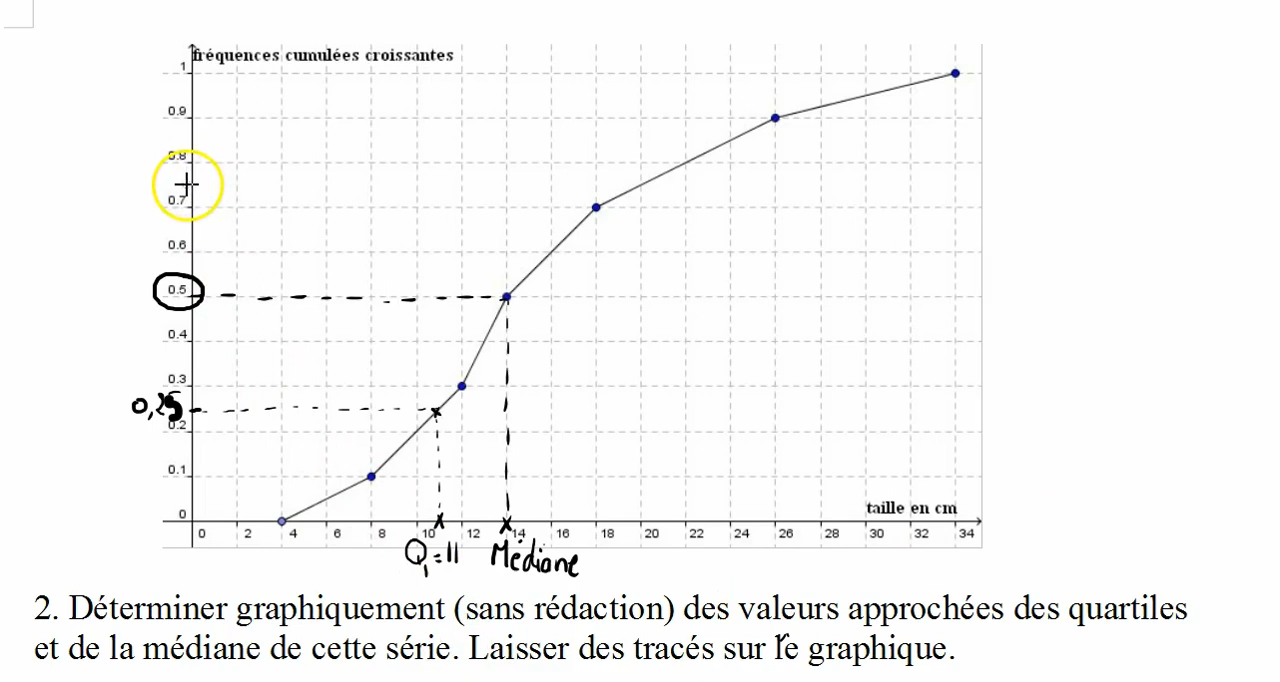 fréquences cumulées croissantes
1
0.9
0.8
0.7
0.6
0.5
0.4
0.3
0,25
0.2
0.1
0
taille en cm
0 2 4 6 8 10 12 14 16 18 20 22 24 26 28 30 32 34
Q1=11 Médiane
2. Déterminer graphiquement (sans rédaction) des valeurs approchées des quartiles
et de la médiane de cette série. Laisser des tracés sur le graphique.